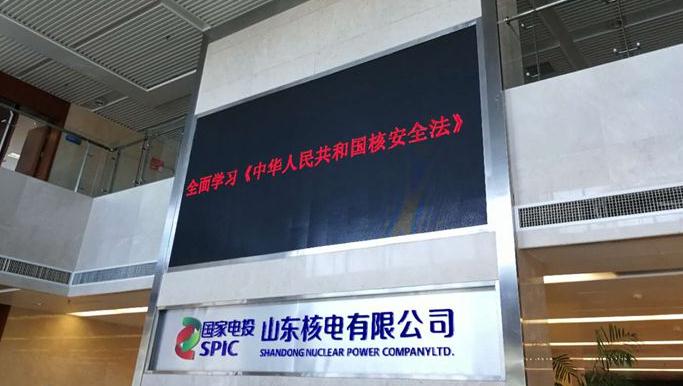 全面学习《中华人民共和国核安全法》
国家电投
SPIC
山东核电有限公司
SHANDONG NUCLEAR POWER COMPANYLTD.